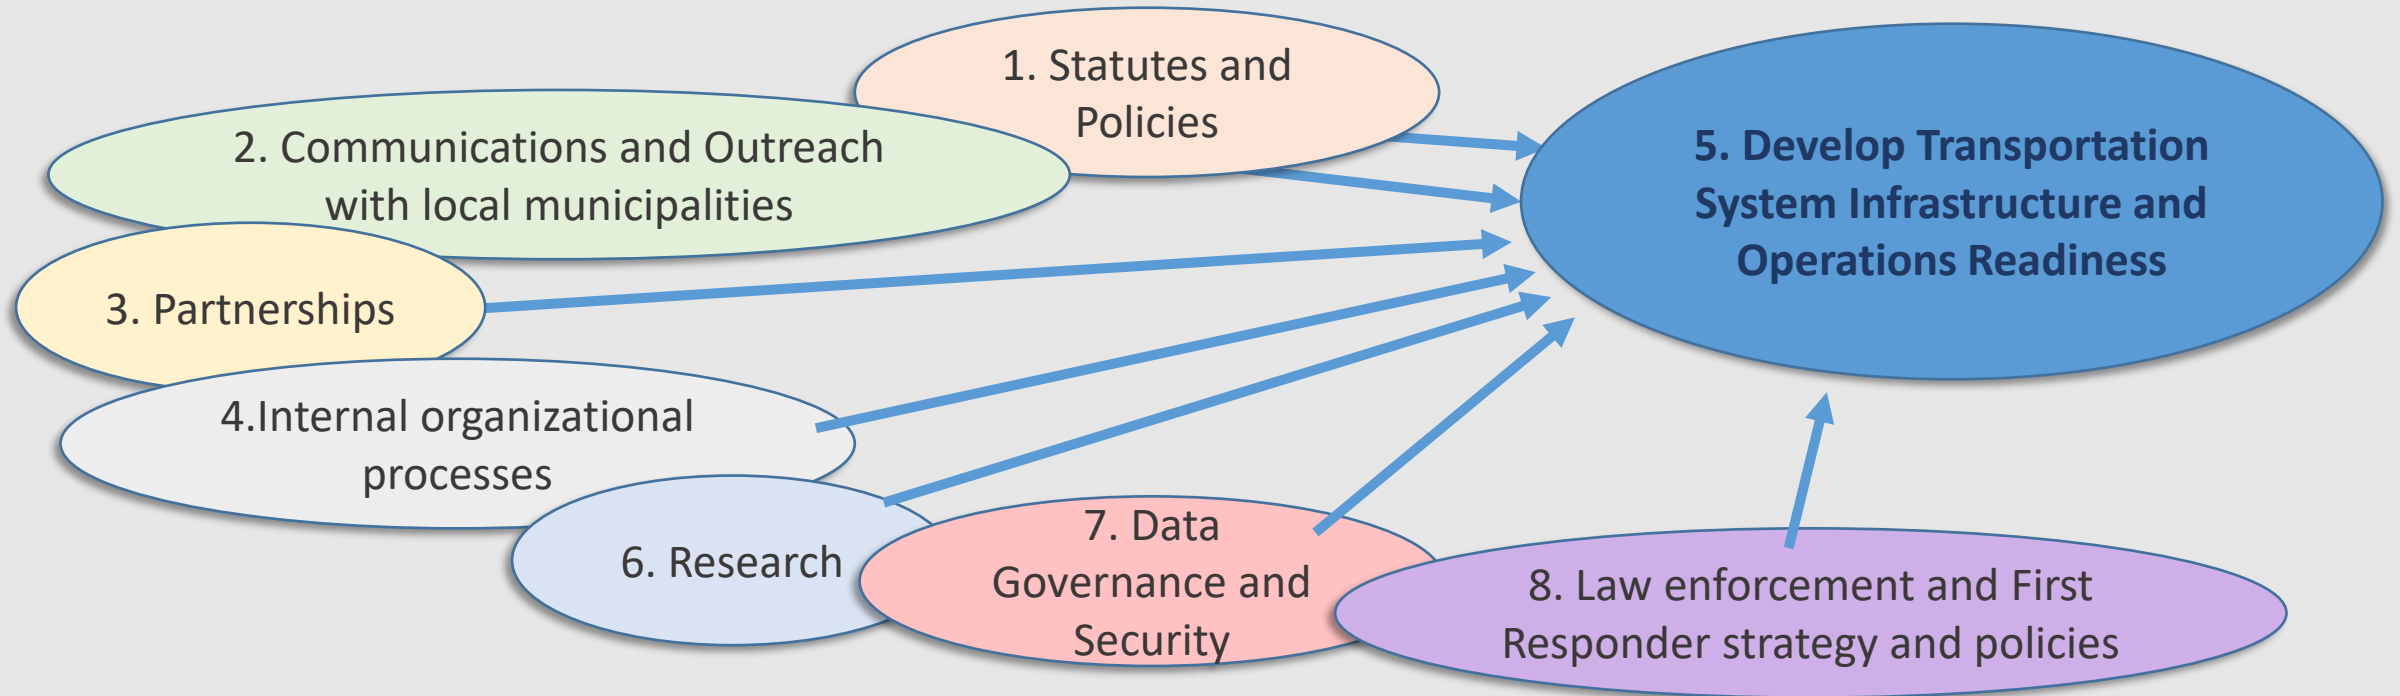 1. Statutes and
Policies
2. Communications and Outreach
with local municipalities
3. Partnerships
4.Internal organizational
processes
5. Develop Transportation
System Infrastructure and
Operations Readiness
6. Research
7. Data
Governance and
Security
8. Law enforcement and First
Responder strategy and policies